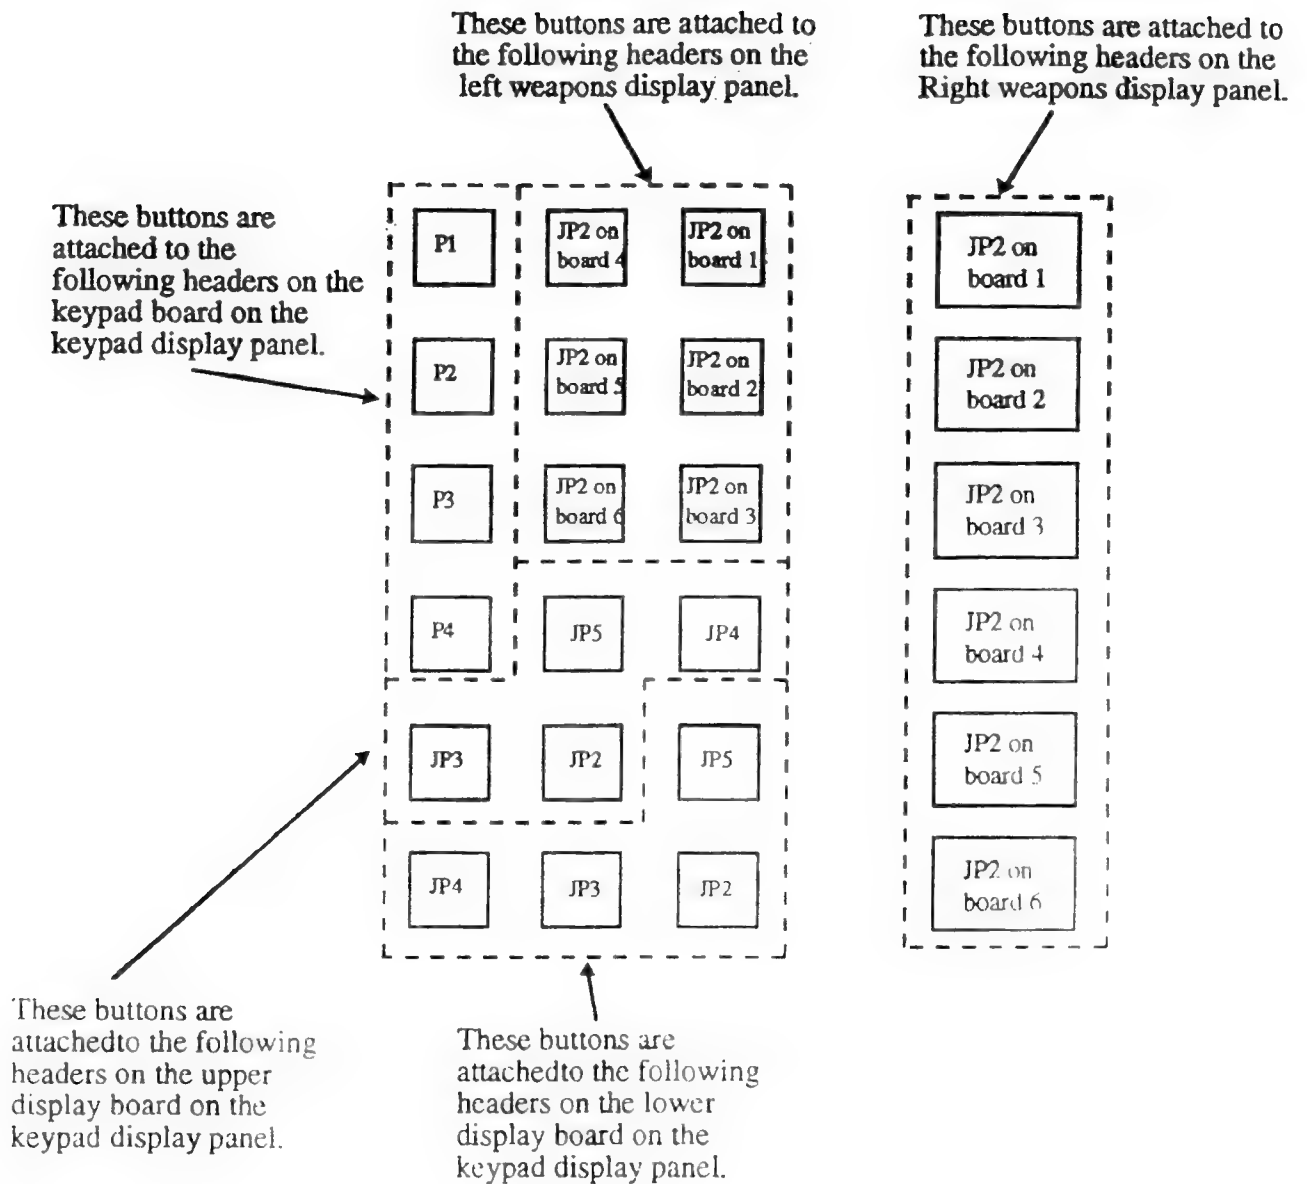 These buttons are attached to
the following headers on the
left weapons display panel.
These buttons are attached to
the following headers on the
Right weapons display panel.
These buttons are
attached to the
following headers on the
keypad board on the
keypad display panel.
P1
JP2 on
board 4
JP2 on
board 1
JP2 on
board 1
P2
JP2 on
board 5
JP2 on
board 2
JP2 on
board 2
P3
JP2 on
board 6
JP2 on
board 3
JP2 on
board 3
P4
JP5
JP4
JP2 on
board 4
JP3
JP2
JP5
JP2 on
board 5
JP4
JP3
JP2
JP2 on
board 6
These buttons are
attachedto the following
headers on the upper
display board on the
keypad display panel.
These buttons are
attachedto the following
headers on the lower
display board on the
keypad display panel.